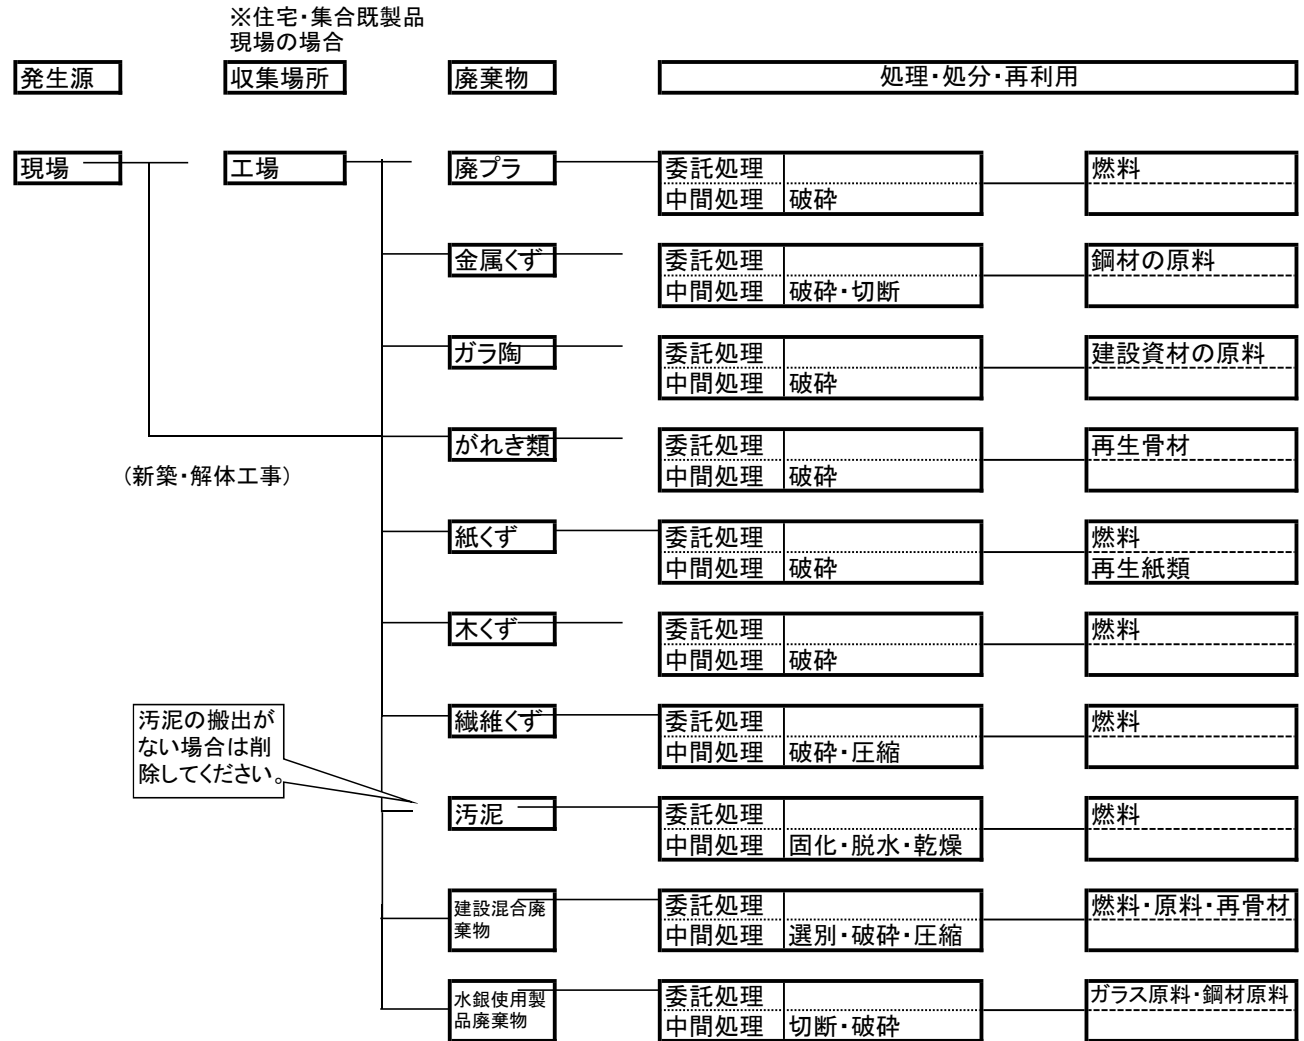 ※住宅・集合既製品
現場の場合
発生源
収集場所
廃棄物
処理・処分・再利用
現場
工場
廃プラ
委託処理
中間処理
破砕
燃料
金属くず
委託処理
中間処理
破砕・切断
鋼材の原料
ガラ陶
委託処理
中間処理
破砕
建設資材の原料
がれき類
委託処理
中間処理
破砕
再生骨材
(新築・解体工事)
紙くず
委託処理
中間処理
破砕
燃料
再生紙類
木くず
委託処理
中間処理
破砕
燃料
汚泥の搬出が
ない場合は削
除してください。
繊維くず
委託処理
中間処理
破砕・圧縮
燃料
汚泥
委託処理
中間処理
固化・脱水・乾燥
燃料
建設混合廃
棄物
委託処理
中間処理
選別・破砕・圧縮
燃料・原料・再骨材
水銀使用製
品廃棄物
委託処理
中間処理
切断・破砕
ガラス原料・鋼材原料